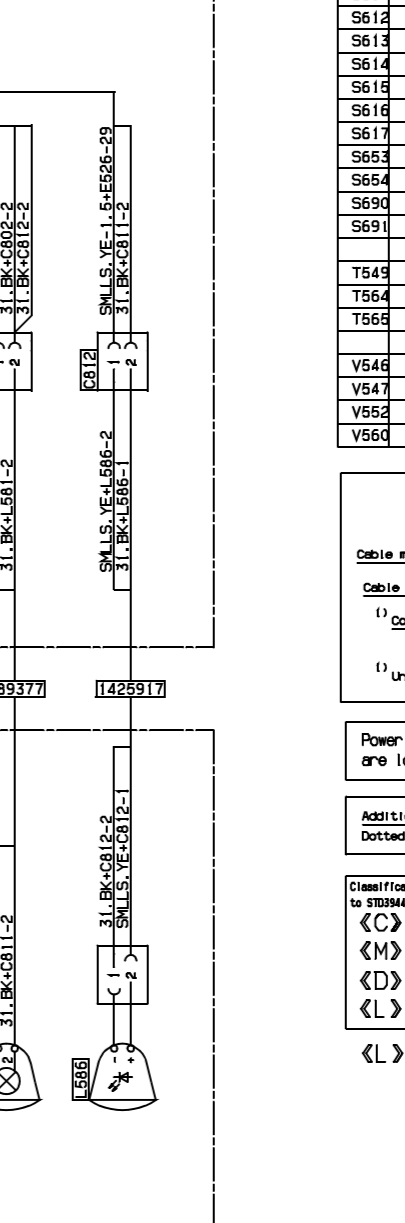 31.BK+C802-2
31.BK+C812-2
SMLLS.YE-1.5+E526-29
31.BK+C811-2
2
C812
1
2
31.BK+L581-2
SMLLS.YE+L586-2
31.BK+L586-1
1425917
31.BK+C811-2
31.BK+C812-2
SMLLS.YE+C812-1
1
2
2
L586
-
+
S612
S613
S614
S615
S616
S617
S653
S654
S690
S691
T549
T564
T565
V546
V547
V552
V560
Cable
Cable
1)
1)
Power
are
Dotted
to STD3944
《C》
《M》
《D》
《L》
《L》